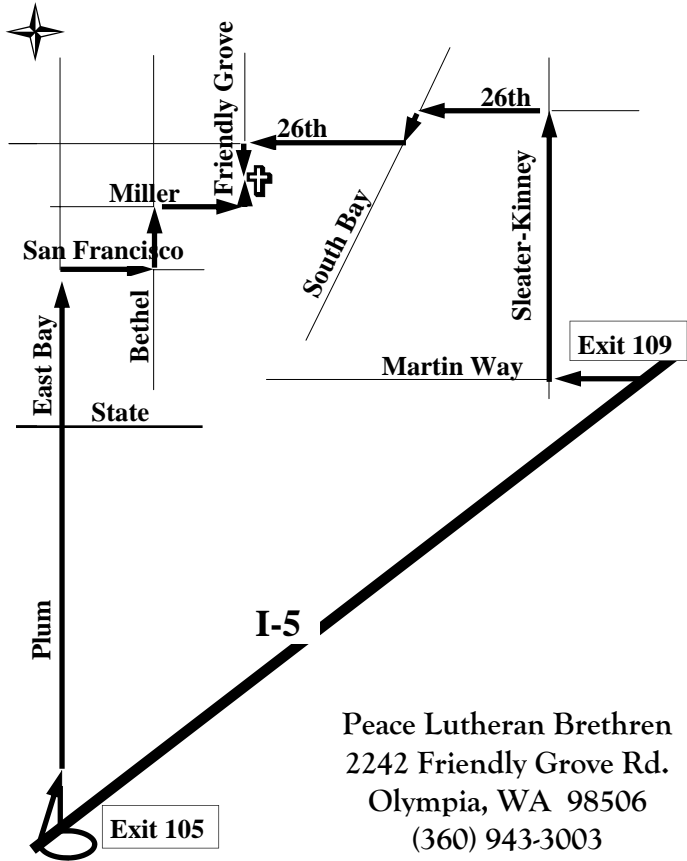 Friendly Grove
26th
26th
Miller
San Francisco
South Bay
Sleater-Kinney
Bethel
East Bay
Exit 109
Martin Way
State
Plum
I-5
Exit 105
Peace Lutheran Brethren
2242 Friendly Grove Rd.
Olympia, WA 98506
(360) 943-3003